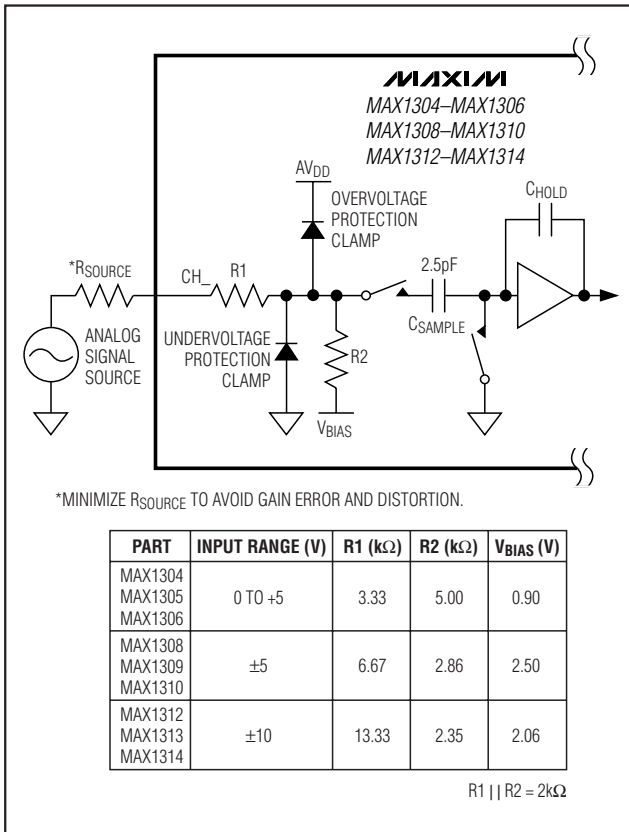 MAXIM
MAX1304–MAX1306
MAX1308–MAX1310
MAX1312–MAX1314
AVDD
OVERVOLTAGE
PROTECTION
CLAMP
CHOLD
*RSOURCE
CH_
R1
2.5pF
CSAMPLE
ANALOG
SIGNAL
SOURCE
UNDERVOLTAGE
PROTECTION
CLAMP
R2
VBIAS
*MINIMIZE RSOURCE TO AVOID GAIN ERROR AND DISTORTION.
PART INPUT RANGE (V) R1 (kΩ) R2 (kΩ) VBIAS (V)
MAX1304
MAX1305
MAX1306
0 TO +5 3.33 5.00 0.90
MAX1308
MAX1309
MAX1310
±5 6.67 2.86 2.50
MAX1312
MAX1313
MAX1314
±10 13.33 2.35 2.06
R1 || R2 = 2kΩ